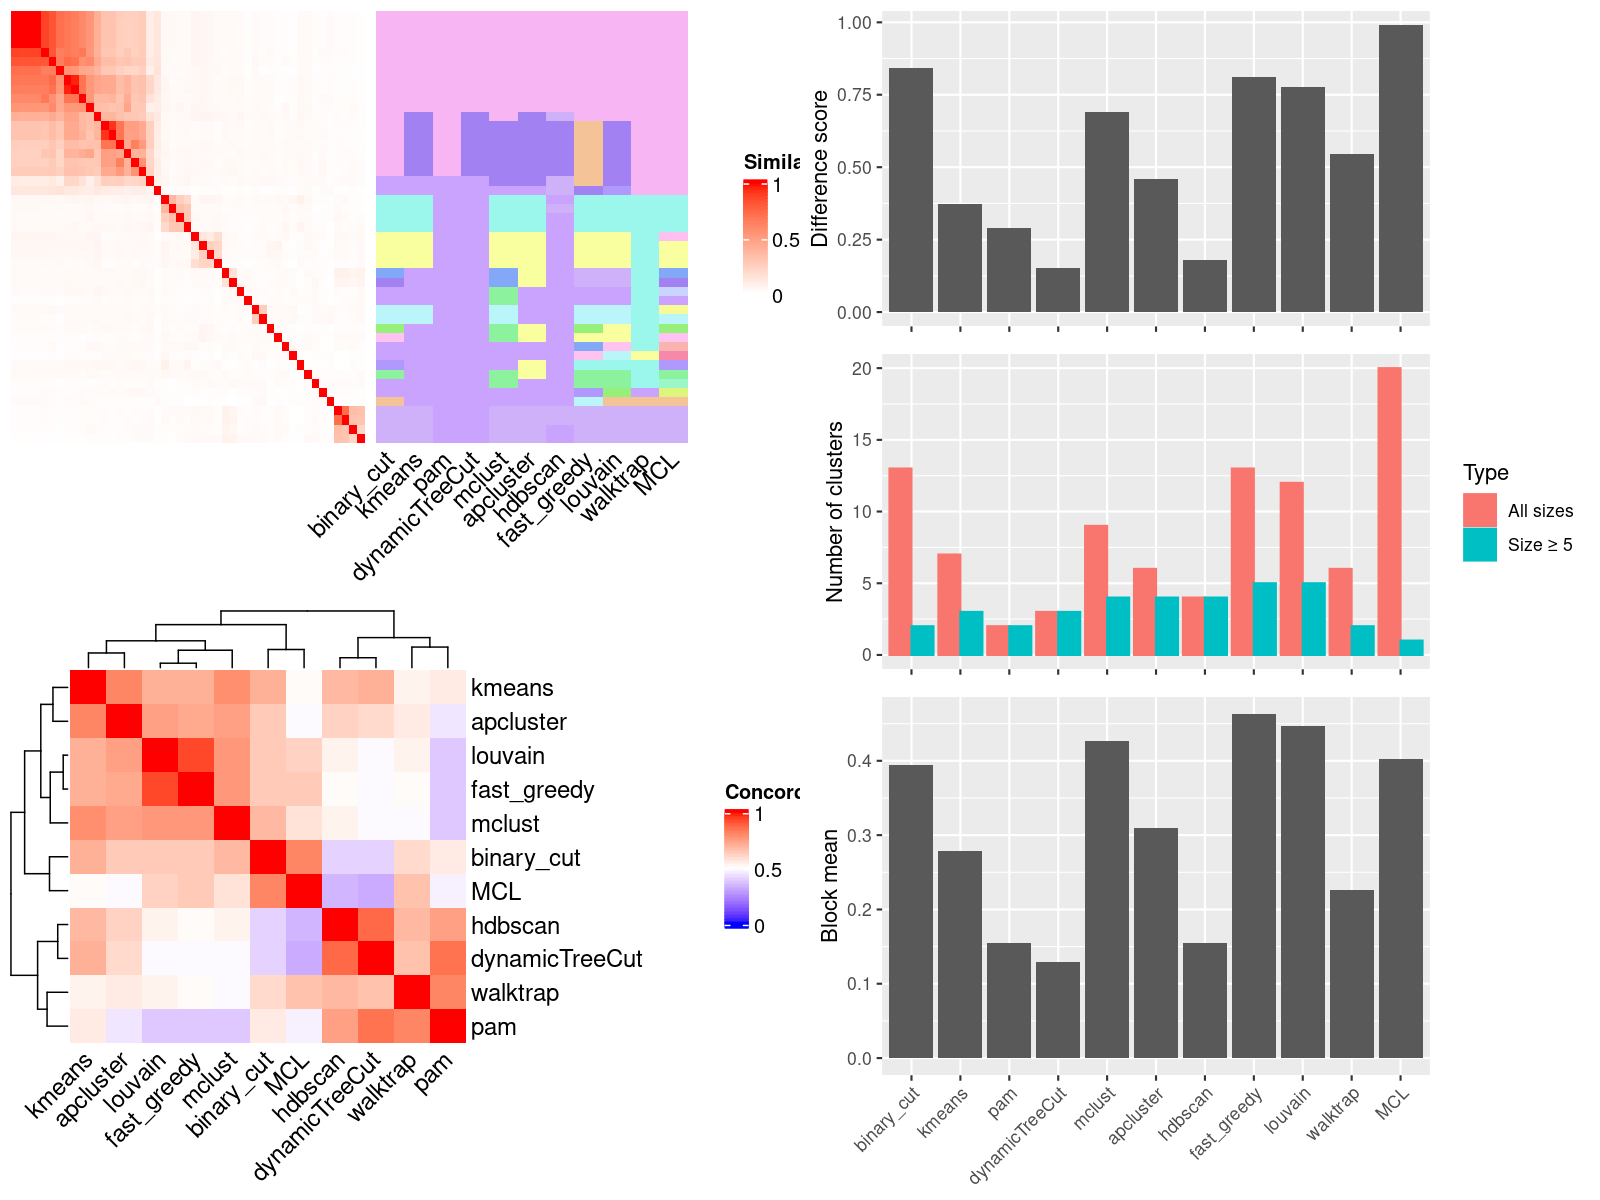 Simila
1
0.5
0
binary_cut
kmeans
pam
dynamicTreeCut
mclust
apcluster
hdbscan
fast_greedy
louvain
walktrap
MCL
Difference score
1.00
0.75
0.50
0.25
0.00
Number of clusters
20
15
10
5
0
Type
All sizes
Size ≥ 5
kmeans
apcluster
louvain
fast_greedy
mclust
binary_cut
MCL
hdbscan
dynamicTreeCut
walktrap
pam
kmeans
apcluster
louvain
fast_greedy
mclust
binary_cut
MCL
hdbscan
dynamicTreeCut
walktrap
pam
Concord
1
0.5
0
Block mean
0.4
0.3
0.2
0.1
0.0
binary_cut
kmeans
pam
dynamicTreeCut
mclust
apcluster
hdbscan
fast_greedy
louvain
walktrap
MCL